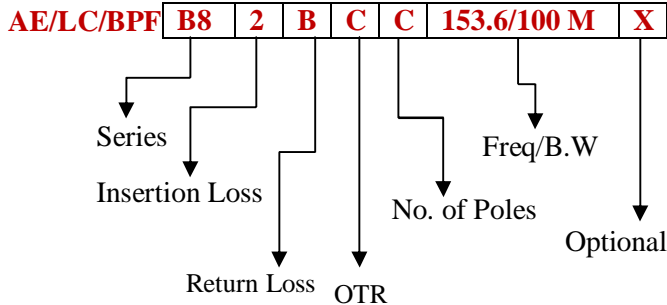 AE/LC/BPF B8 2 B C C 153.6/100 M X
Series
Freq/B.W
Insertion Loss
No. of Poles
Optional
Return Loss
OTR